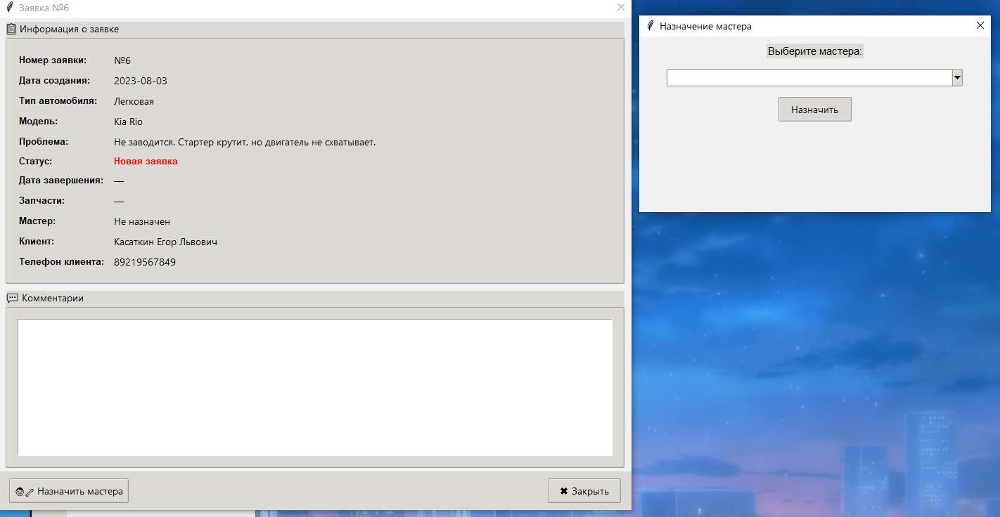 Заявка №6
Информация о заявке
Номер заявки: №6
Дата создания: 2023-08-03
Тип автомобиля: Легковая
Модель: Kia Rio
Проблема: Не заводится. Стартер крутит, но двигатель не схватывает.
Статус: Новая заявка
Дата завершения: —
Запчасти: —
Мастер: Не назначен
Клиент: Касаткин Егор Львович
Телефон клиента: 89219567849
Комментарии
Назначить мастера
Закрыть
Назначение мастера
Выберите мастера:
Назначить